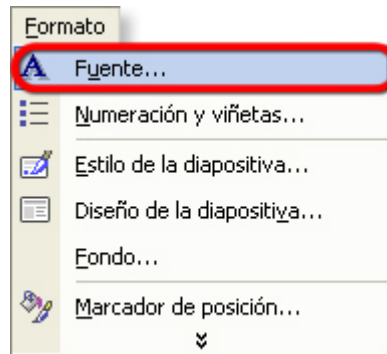 Formato
Fuente...
Numeración y viñetas...
Estilo de la diapositiva...
Diseño de la diapositiva...
Fondo...
Marcador de posición...